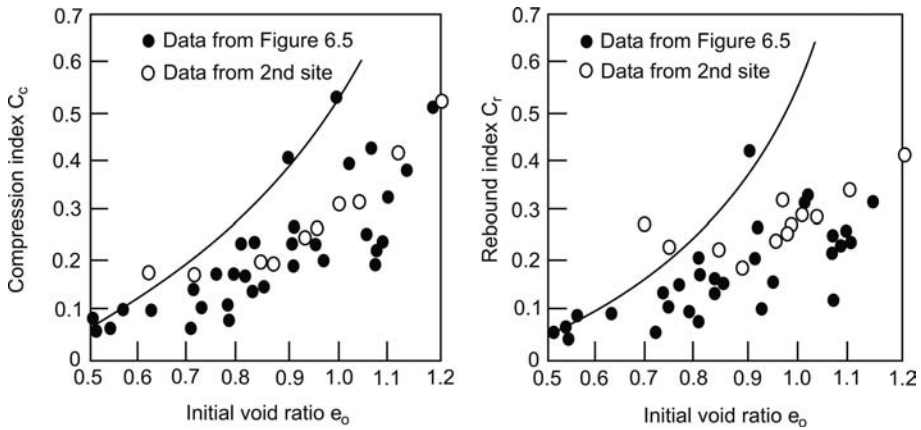 0.7
0.6
0.5
0.4
0.3
0.2
0.1
0
Compression index C_c
Data from Figure 6.5
Data from 2nd site
0.5 0.6 0.7 0.8 0.9 1.0 1.1 1.2
Initial void ratio e_o
0.7
0.6
0.5
0.4
0.3
0.2
0.1
0
Rebound index C_r
Data from Figure 6.5
Data from 2nd site
0.5 0.6 0.7 0.8 0.9 1.0 1.1 1.2
Initial void ratio e_o